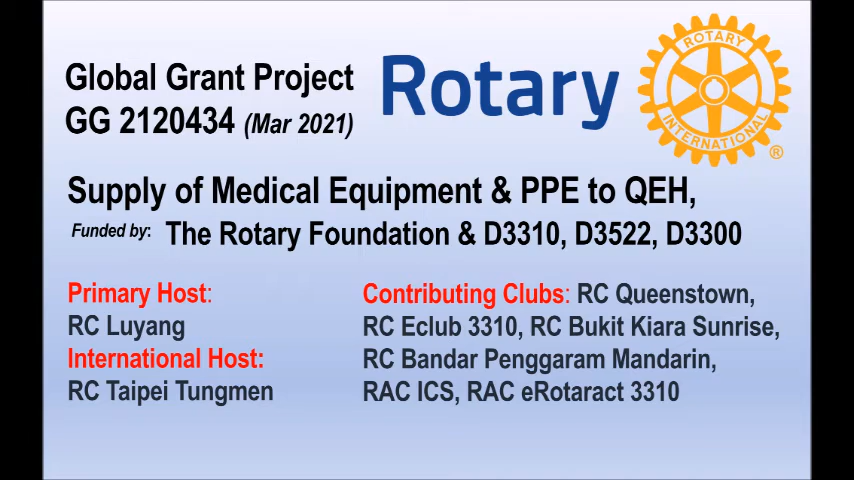 Global Grant Project
GG 2120434 (Mar 2021)
Rotary
ROTARY
INTERNATIONAL
®
Supply of Medical Equipment & PPE to QEH,
Funded by: The Rotary Foundation & D3310, D3522, D3300
Primary Host:
RC Luyang
International Host:
RC Taipei Tungmen
Contributing Clubs: RC Queenstown,
RC Eclub 3310, RC Bukit Kiara Sunrise,
RC Bandar Penggaram Mandarin,
RAC ICS, RAC eRotaract 3310